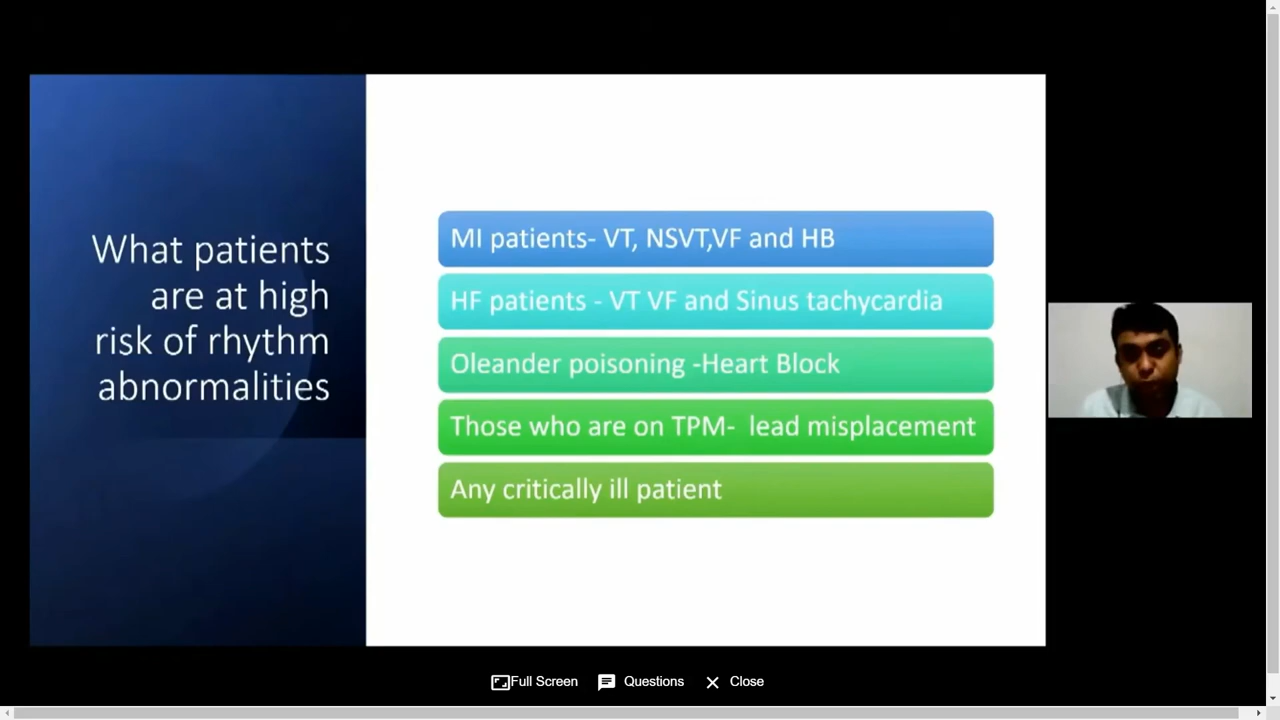 What patients
are at high
risk of rhythm
abnormalities
MI patients- VT, NSVT,VF and HB
HF patients - VT VF and Sinus tachycardia
Oleander poisoning -Heart Block
Those who are on TPM-  lead misplacement
Any critically ill patient
Full Screen
Questions
Close